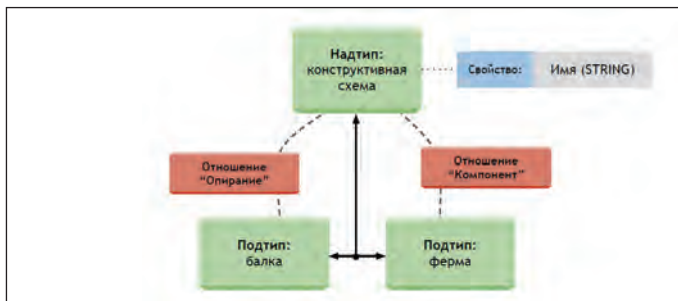 Надтип:
конструктивная
схема
Свойство:
Имя (STRING)
Отношение
“Опирание”
Отношение
“Компонент”
Подтип:
балка
Подтип:
ферма